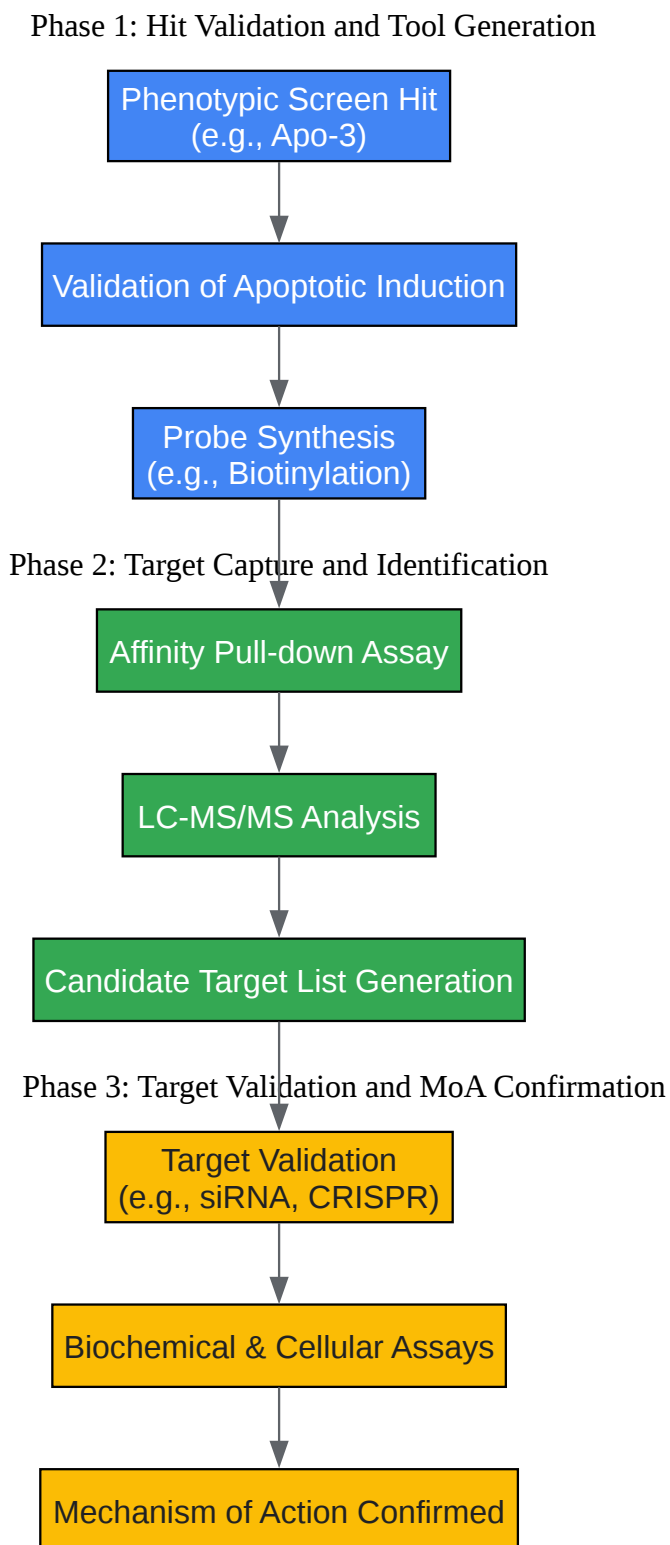 Phase 1: Hit Validation and Tool Generation
Phenotypic Screen Hit
(e.g., Apo-3)
Validation of Apoptotic Induction
Probe Synthesis
(e.g., Biotinylation)
Phase 2: Target Capture and Identification
Affinity Pull-down Assay
LC-MS/MS Analysis
Candidate Target List Generation
Phase 3: Target Validation and MoA Confirmation
Target Validation
(e.g., siRNA, CRISPR)
Biochemical & Cellular Assays
Mechanism of Action Confirmed